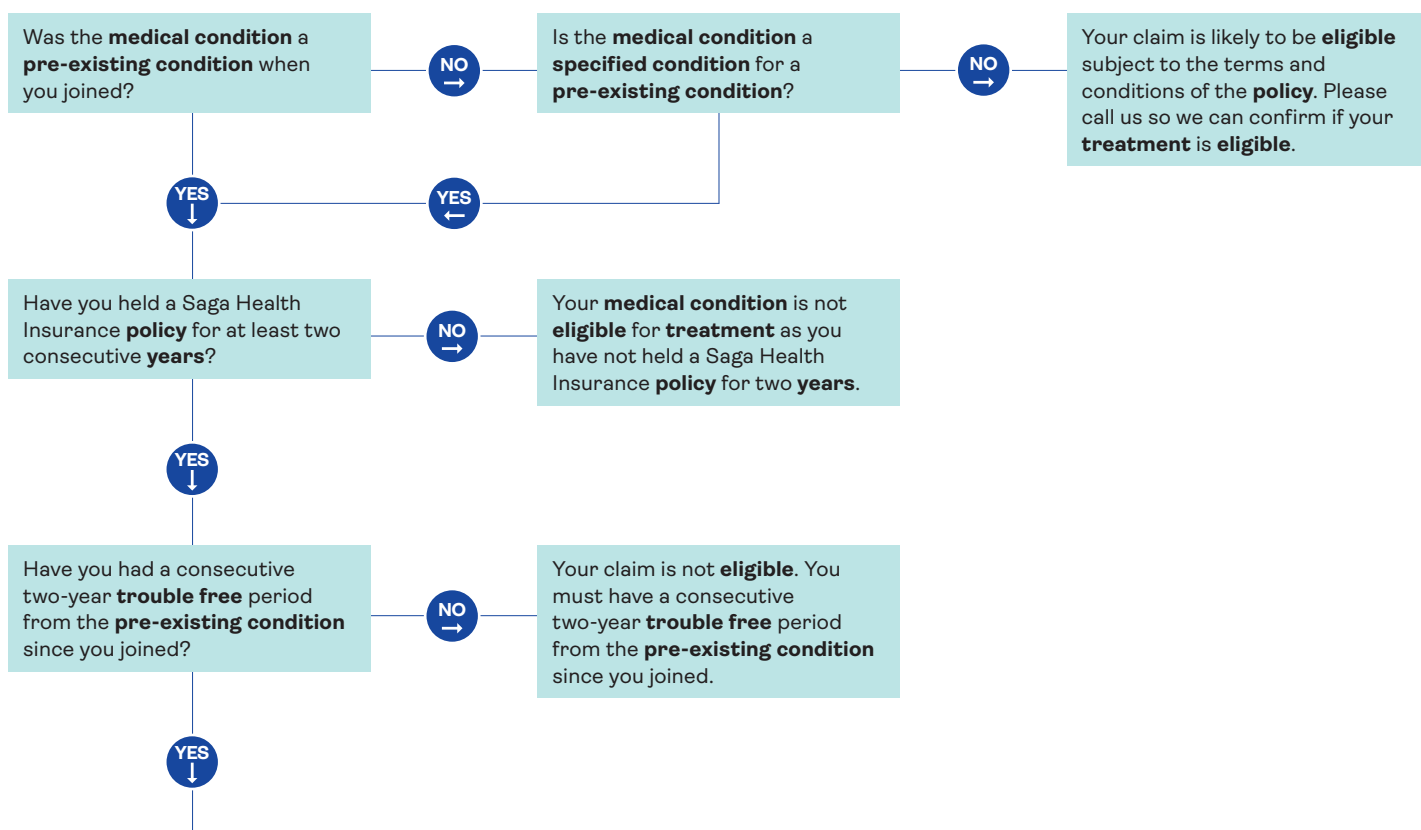 Was the medical condition a
pre-existing condition when
you joined?
NO
→
Is the medical condition a
specified condition for a
pre-existing condition?
NO
→
Your claim is likely to be eligible
subject to the terms and
conditions of the policy. Please
call us so we can confirm if your
treatment is eligible.
YES
↓
YES
←
Have you held a Saga Health
Insurance policy for at least two
consecutive years?
NO
→
Your medical condition is not
eligible for treatment as you
have not held a Saga Health
Insurance policy for two years.
YES
↓
Have you had a consecutive
two-year trouble free period
from the pre-existing condition
since you joined?
NO
→
Your claim is not eligible. You
must have a consecutive
two-year trouble free period
from the pre-existing condition
since you joined.
YES
↓